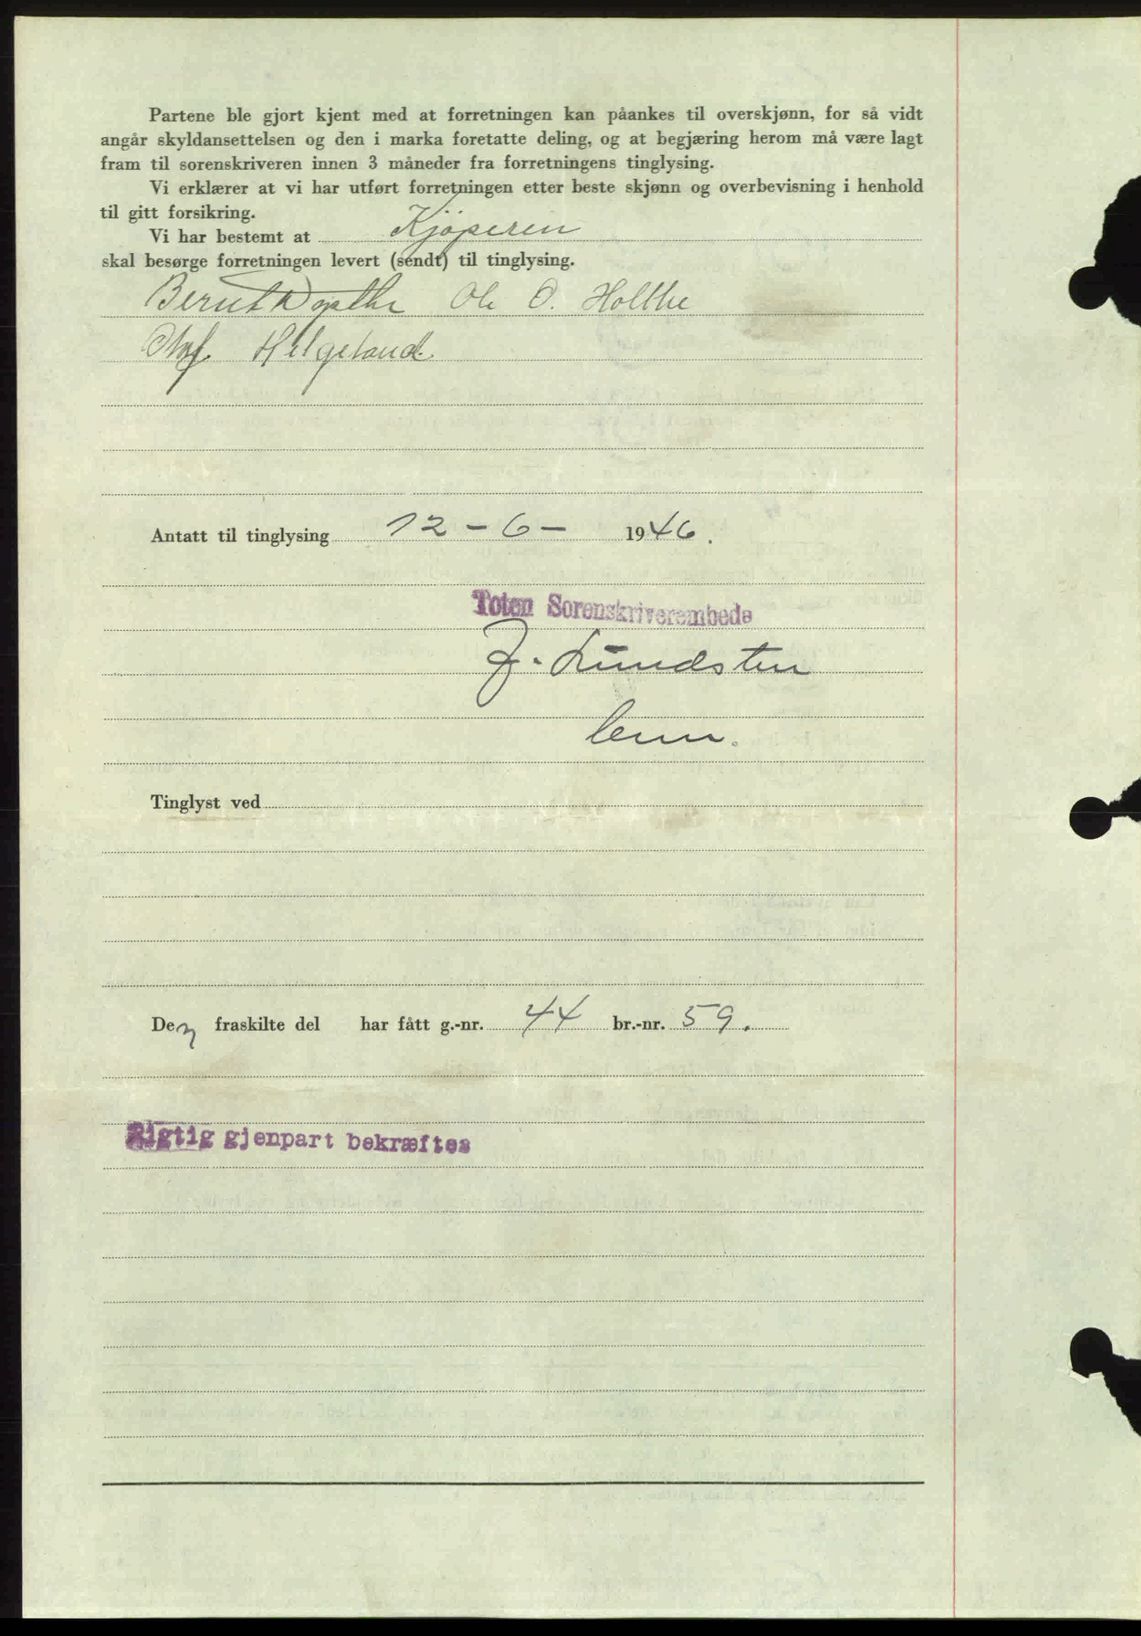 Partene ble gjort kjent med at forretningen kan påankes til overskjønn, for så vidt
angår skyldansettelsen og den i marka foretatte deling, og at begjæring herom må være lagt
fram til sorenskriveren innen 3 måneder fra forretningens tinglysing.
Vi erklærer at vi har utført forretningen etter beste skjønn og overbevisning i henhold
til gitt forsikring.
Vi har bestemt at Kjøperen
skal besørge forretningen levert (sendt) til tinglysing.
Ole O. Holthe
Helgeland.
Antatt til tinglysing 12 - 6 - 1946.
Toten Sorenskriverembede
J. Lundsten
Tinglyst ved
Den fraskilte del har fått g.-nr. 44 br.-nr. 59.
Rigtig gjenpart bekræftes